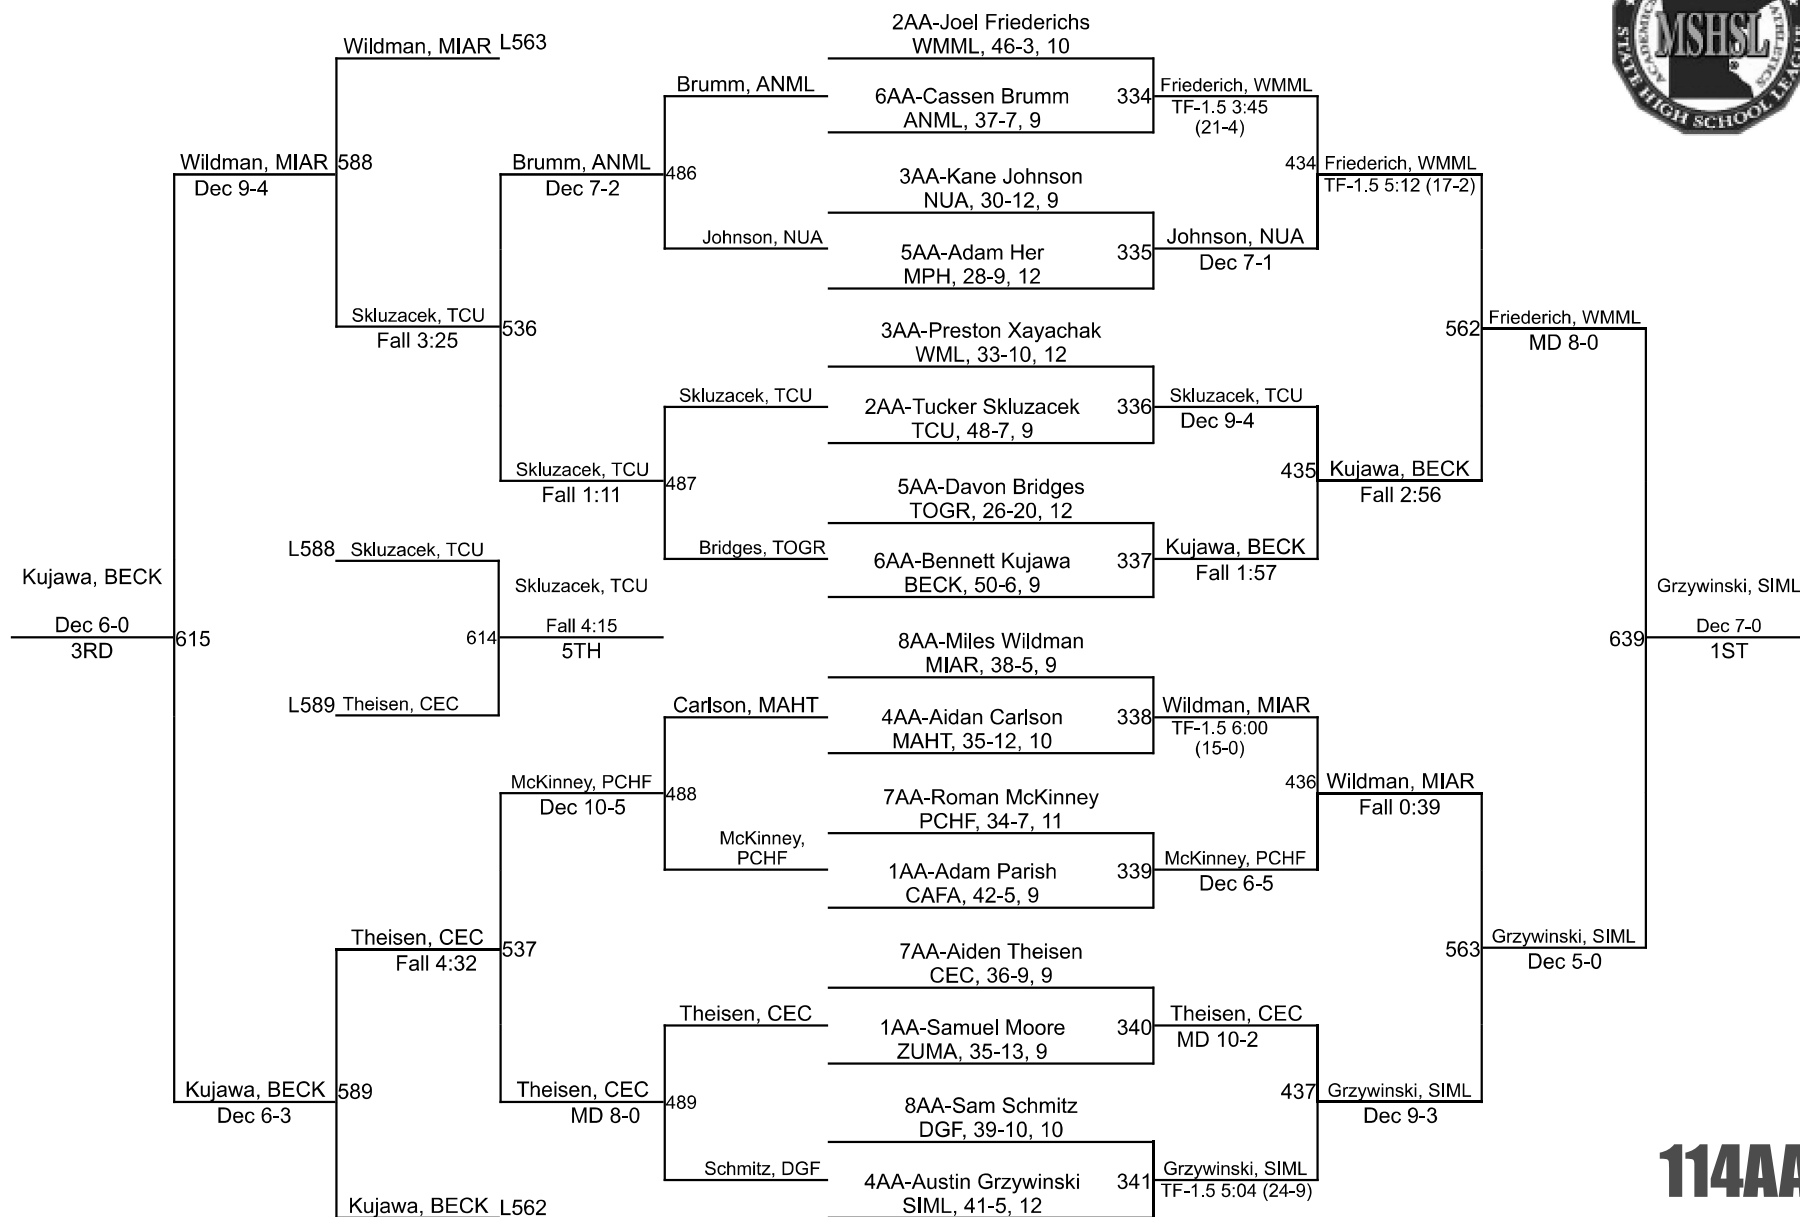 Wildman, MIAR L563
588
Wildman, MIAR
Dec 9-4
Skluzacek, TCU
Fall 3:25
536
Brumm, ANML
Dec 7-2
486
Brumm, ANML
Johnson, NUA
Skluzacek, TCU
Fall 1:11
487
Skluzacek, TCU
Bridges, TOGR
L588 Skluzacek, TCU
L589 Theisen, CEC
614
Skluzacek, TCU
Fall 4:15
5TH
Kujawa, BECK
Dec 6-0
3RD
615
Carlson, MAHT
McKinney,
PCHF
488
McKinney, PCHF
Dec 10-5
Theisen, CEC
Fall 4:32
537
Theisen, CEC
Schmitz, DGF
489
Theisen, CEC
MD 8-0
Kujawa, BECK
Dec 6-3
589
Kujawa, BECK L562
2AA-Joel Friederichs
WMML, 46-3, 10
6AA-Cassen Brumm
ANML, 37-7, 9
334
3AA-Kane Johnson
NUA, 30-12, 9
5AA-Adam Her
MPH, 28-9, 12
335
3AA-Preston Xayachak
WML, 33-10, 12
2AA-Tucker Skluzacek
TCU, 48-7, 9
336
5AA-Davon Bridges
TOGR, 26-20, 12
6AA-Bennett Kujawa
BECK, 50-6, 9
337
8AA-Miles Wildman
MIAR, 38-5, 9
4AA-Aidan Carlson
MAHT, 35-12, 10
338
7AA-Roman McKinney
PCHF, 34-7, 11
1AA-Adam Parish
CAFA, 42-5, 9
339
7AA-Aiden Theisen
CEC, 36-9, 9
1AA-Samuel Moore
ZUMA, 35-13, 9
340
8AA-Sam Schmitz
DGF, 39-10, 10
4AA-Austin Grzywinski
SIML, 41-5, 12
341
Friederich, WMML
TF-1.5 3:45
(21-4)
Johnson, NUA
Dec 7-1
434
Friederich, WMML
TF-1.5 5:12 (17-2)
Skluzacek, TCU
Dec 9-4
Kujawa, BECK
Fall 1:57
435
Kujawa, BECK
Fall 2:56
562
Friederich, WMML
MD 8-0
Wildman, MIAR
TF-1.5 6:00
(15-0)
McKinney, PCHF
Dec 6-5
436
Wildman, MIAR
Fall 0:39
Theisen, CEC
MD 10-2
Grzywinski, SIML
TF-1.5 5:04 (24-9)
437
Grzywinski, SIML
Dec 9-3
563
Grzywinski, SIML
Dec 5-0
639
Grzywinski, SIML
Dec 7-0
1ST
MSHSL
ACADEMICS
ATHLETICS
STATE HIGH SCHOOL LEAGUE
114AA